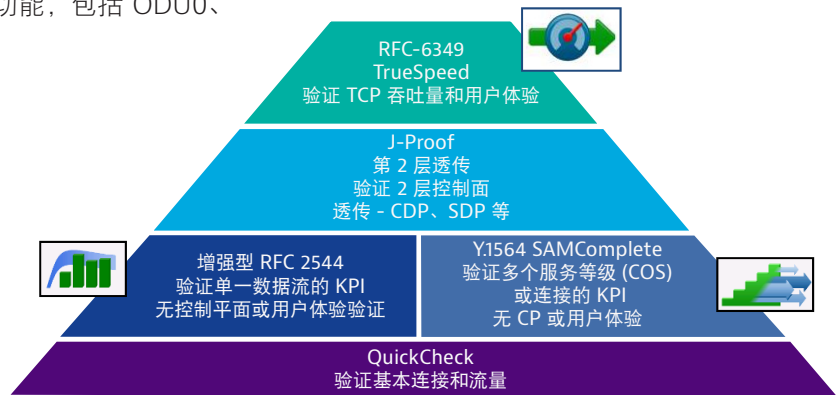 功能，包括 ODU0、
RFC-6349
TrueSpeed
验证 TCP 吞吐量和用户体验
J-Proof
第 2 层透传
验证 2 层控制面
透传 - CDP、SDP 等
增强型 RFC 2544
验证单一数据流的 KPI
无控制平面或用户体验验证
Y.1564 SAMComplete
验证多个服务等级 (COS)
或连接的 KPI
无 CP 或用户体验
QuickCheck
验证基本连接和流量